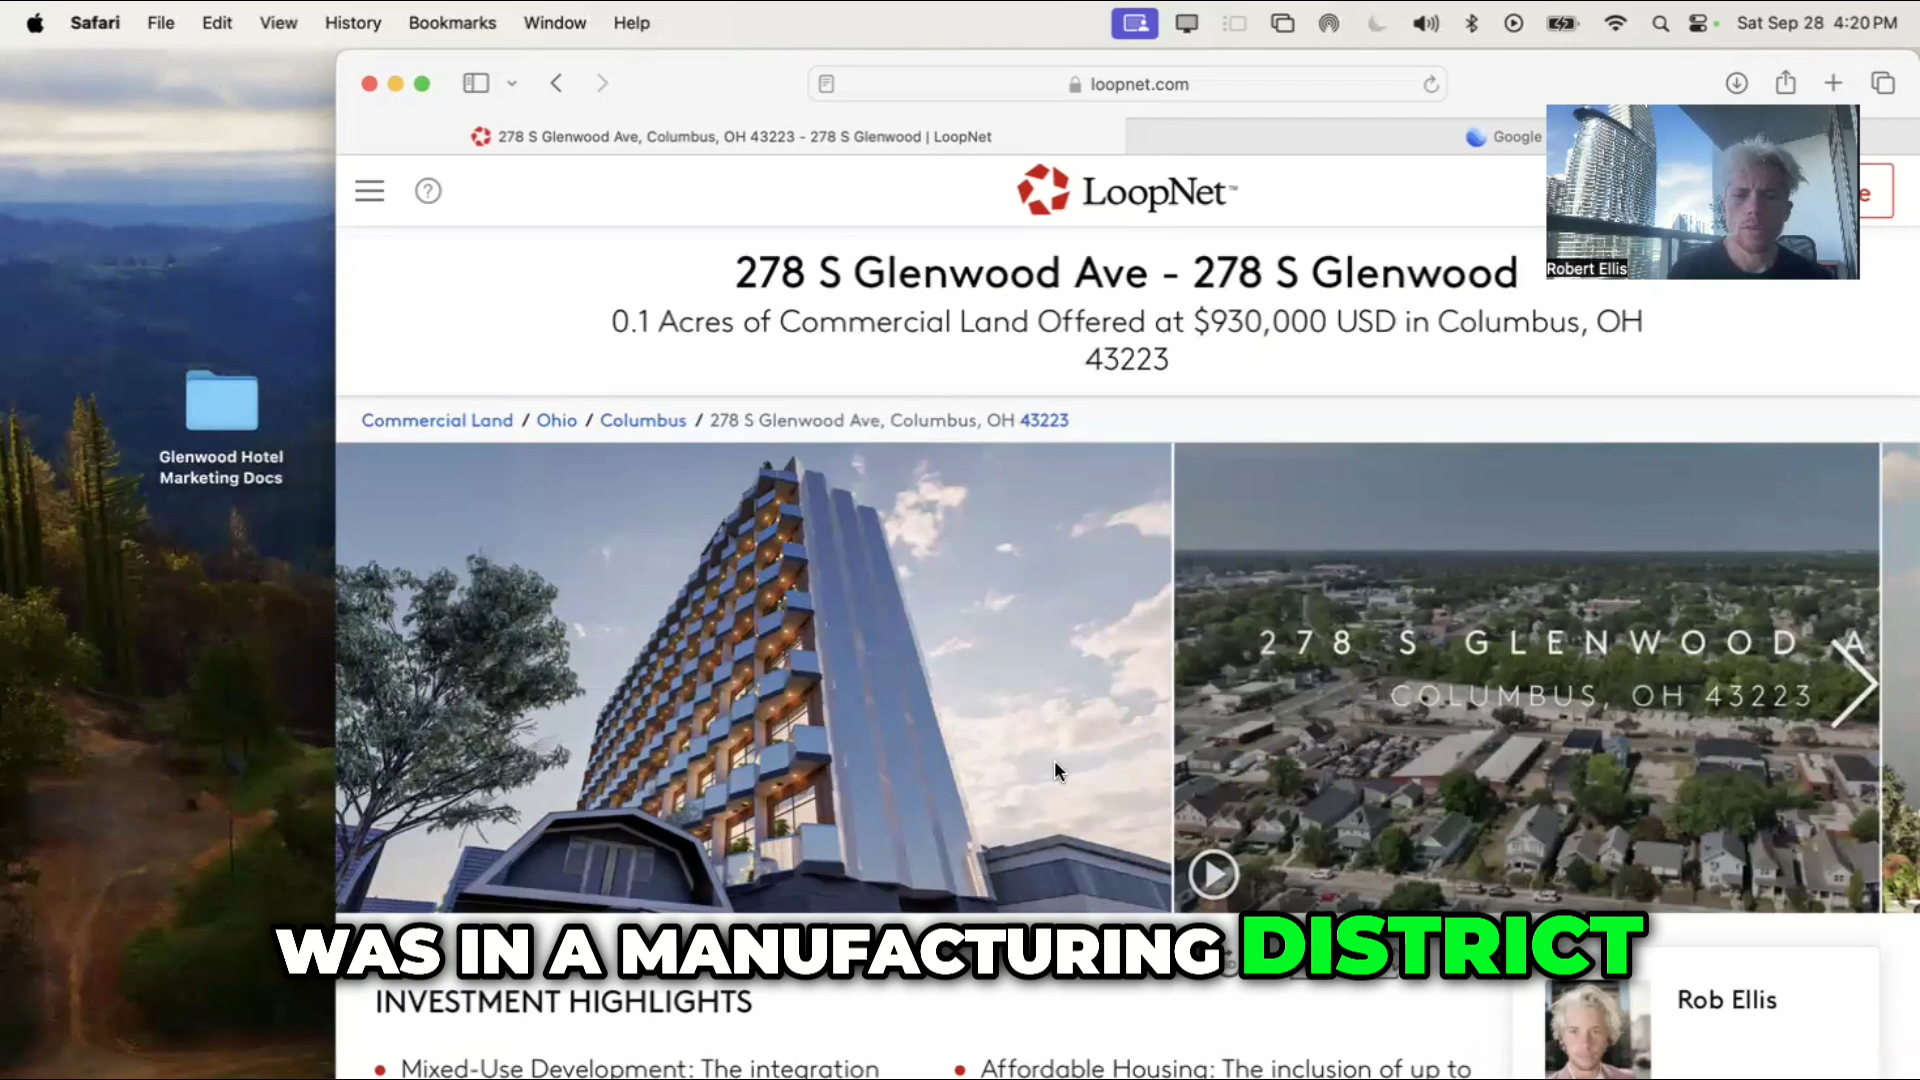 Safari File Edit View History Bookmarks Window Help Sat Sep 28 4:20 PM
loopnet.com
278 S Glenwood Ave, Columbus, OH 43223 - 278 S Glenwood | LoopNet Google
LoopNet™ e
Robert Ellis
278 S Glenwood Ave - 278 S Glenwood
0.1 Acres of Commercial Land Offered at $930,000 USD in Columbus, OH
43223
Commercial Land / Ohio / Columbus / 278 S Glenwood Ave, Columbus, OH 43223
Glenwood Hotel
Marketing Docs
278 S GLENWOOD A
COLUMBUS, OH 43223
WAS IN A MANUFACTURING DISTRICT
INVESTMENT HIGHLIGHTS
Rob Ellis
Mixed-Use Development: The integration
Affordable Housing: The inclusion of up to